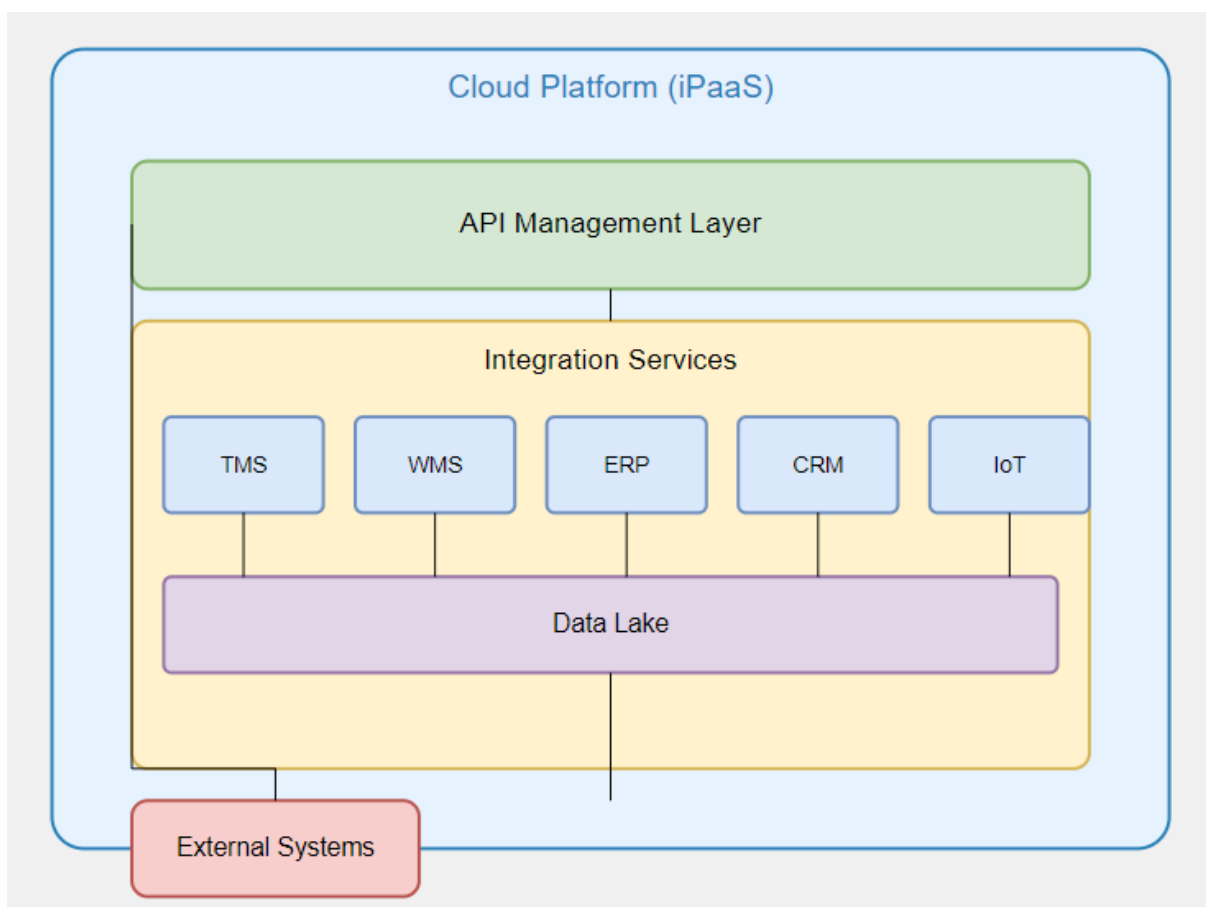 Cloud Platform (iPaaS)
API Management Layer
Integration Services
TMS
WMS
ERP
CRM
IoT
Data Lake
External Systems